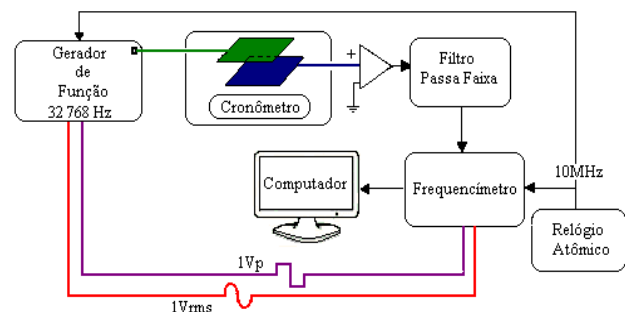 Gerador
de
Função
32 768 Hz
Cronômetro
+
Filtro
Passa Faixa
Computador
Frequencímetro
10MHz
Relógio
Atômico
1Vp
1Vrms